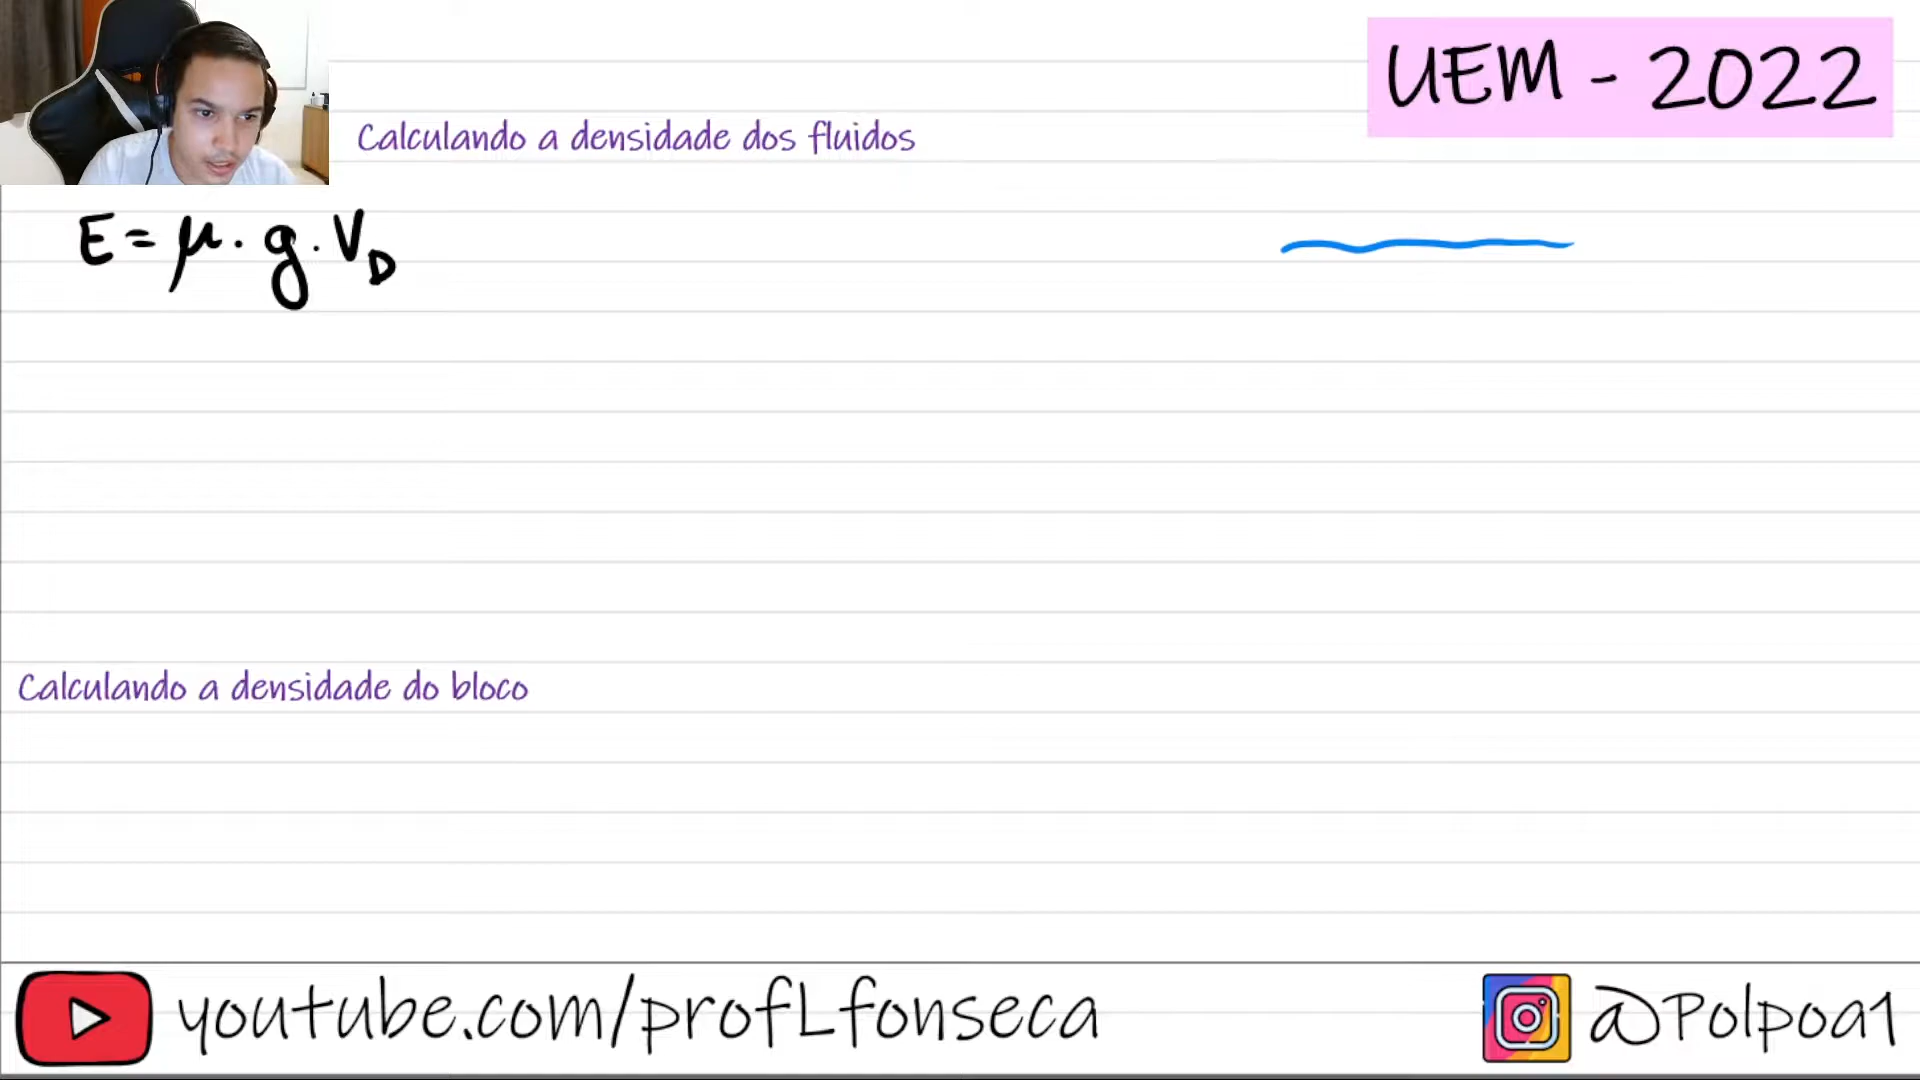 UEM - 2022
Calculando a densidade dos fluidos
E = μ . g . V_D
Calculando a densidade do bloco
youtube.com/profLfonseca
@Polpoa1